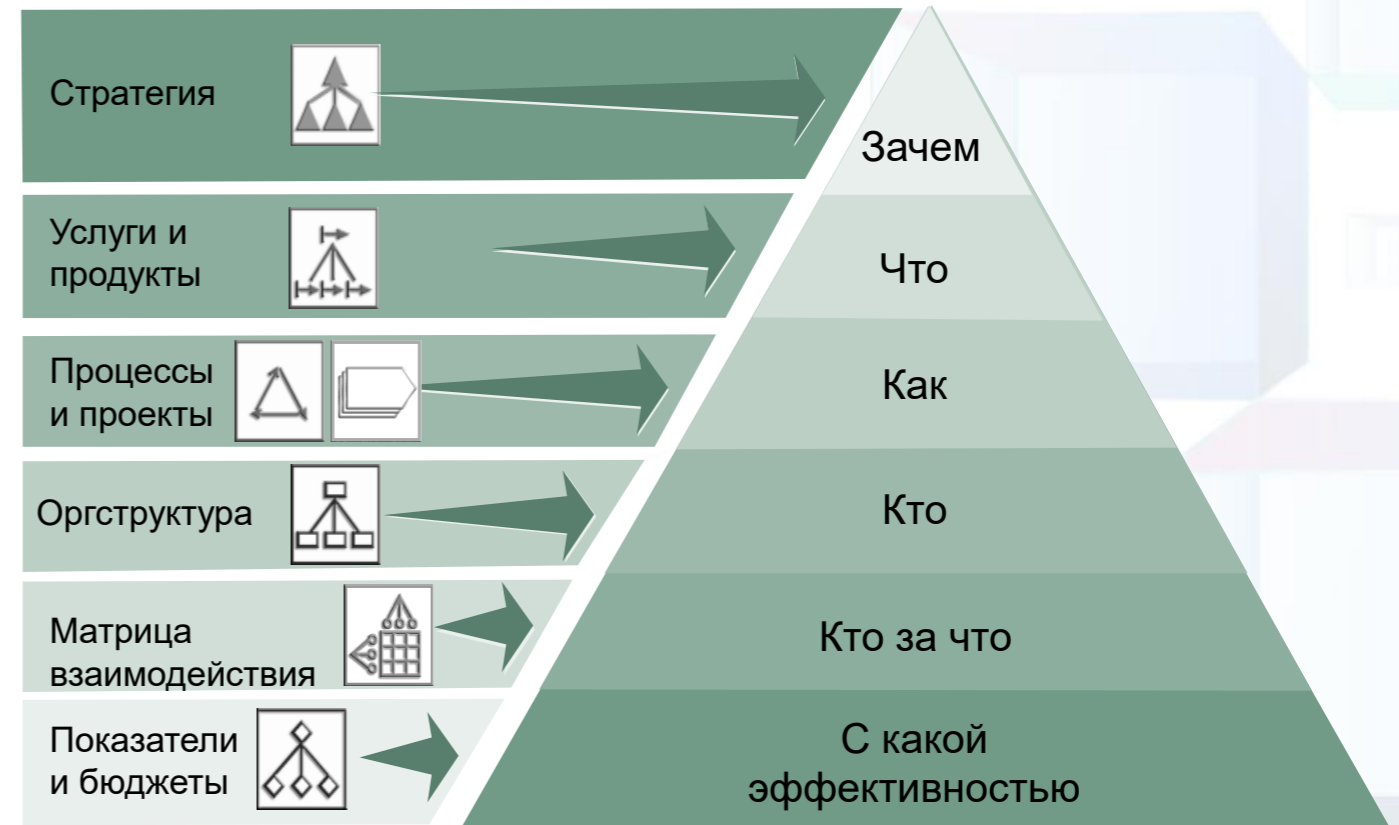 Стратегия
Зачем
Услуги и
продукты
Что
Процессы
и проекты
Как
Оргструктура
Кто
Матрица
взаимодействия
Кто за что
Показатели
и бюджеты
С какой
эффективностью